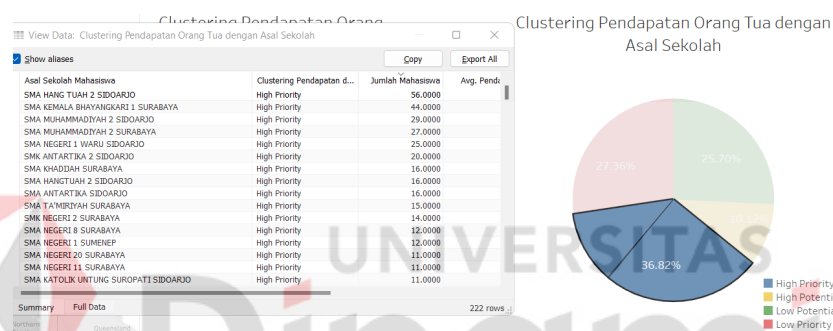 Clustering Pendapatan Orang
View Data: Clustering Pendapatan Orang Tua dengan Asal Sekolah
Show aliases
Copy
Export All
Asal Sekolah Mahasiswa Clustering Pendapatan d... Jumlah Mahasiswa Avg. Penda
SMA HANG TUAH 2 SIDOARJO High Priority 56.0000
SMA KEMALA BHAYANGKARI 1 SURABAYA High Priority 44.0000
SMA MUHAMMADIYAH 2 SIDOARJO High Priority 29.0000
SMA MUHAMMADIYAH 2 SURABAYA High Priority 27.0000
SMA NEGERI 1 WARU SIDOARJO High Priority 25.0000
SMK ANTARTIKA 2 SIDOARJO High Priority 20.0000
SMA KHADIJAH SURABAYA High Priority 16.0000
SMA HANGTUAH 2 SIDOARJO High Priority 16.0000
SMA ANTARTIKA SIDOARJO High Priority 16.0000
SMA TA'MIRIYAH SURABAYA High Priority 15.0000
SMK NEGERI 2 SURABAYA High Priority 14.0000
SMA NEGERI 8 SURABAYA High Priority 12.0000
SMA NEGERI 1 SUMENEP High Priority 12.0000
SMA NEGERI 20 SURABAYA High Priority 11.0000
SMA NEGERI 11 SURABAYA High Priority 11.0000
SMA KATOLIK UNTUNG SUROPATI SIDOARJO High Priority 11.0000
Summary Full Data 222 rows
Northern
Queensland
Clustering Pendapatan Orang Tua dengan
Asal Sekolah
27.36%
25.70%
36.82%
High Priority
High Potenti
Low Potenti
Low Priority
UNIVERSITAS